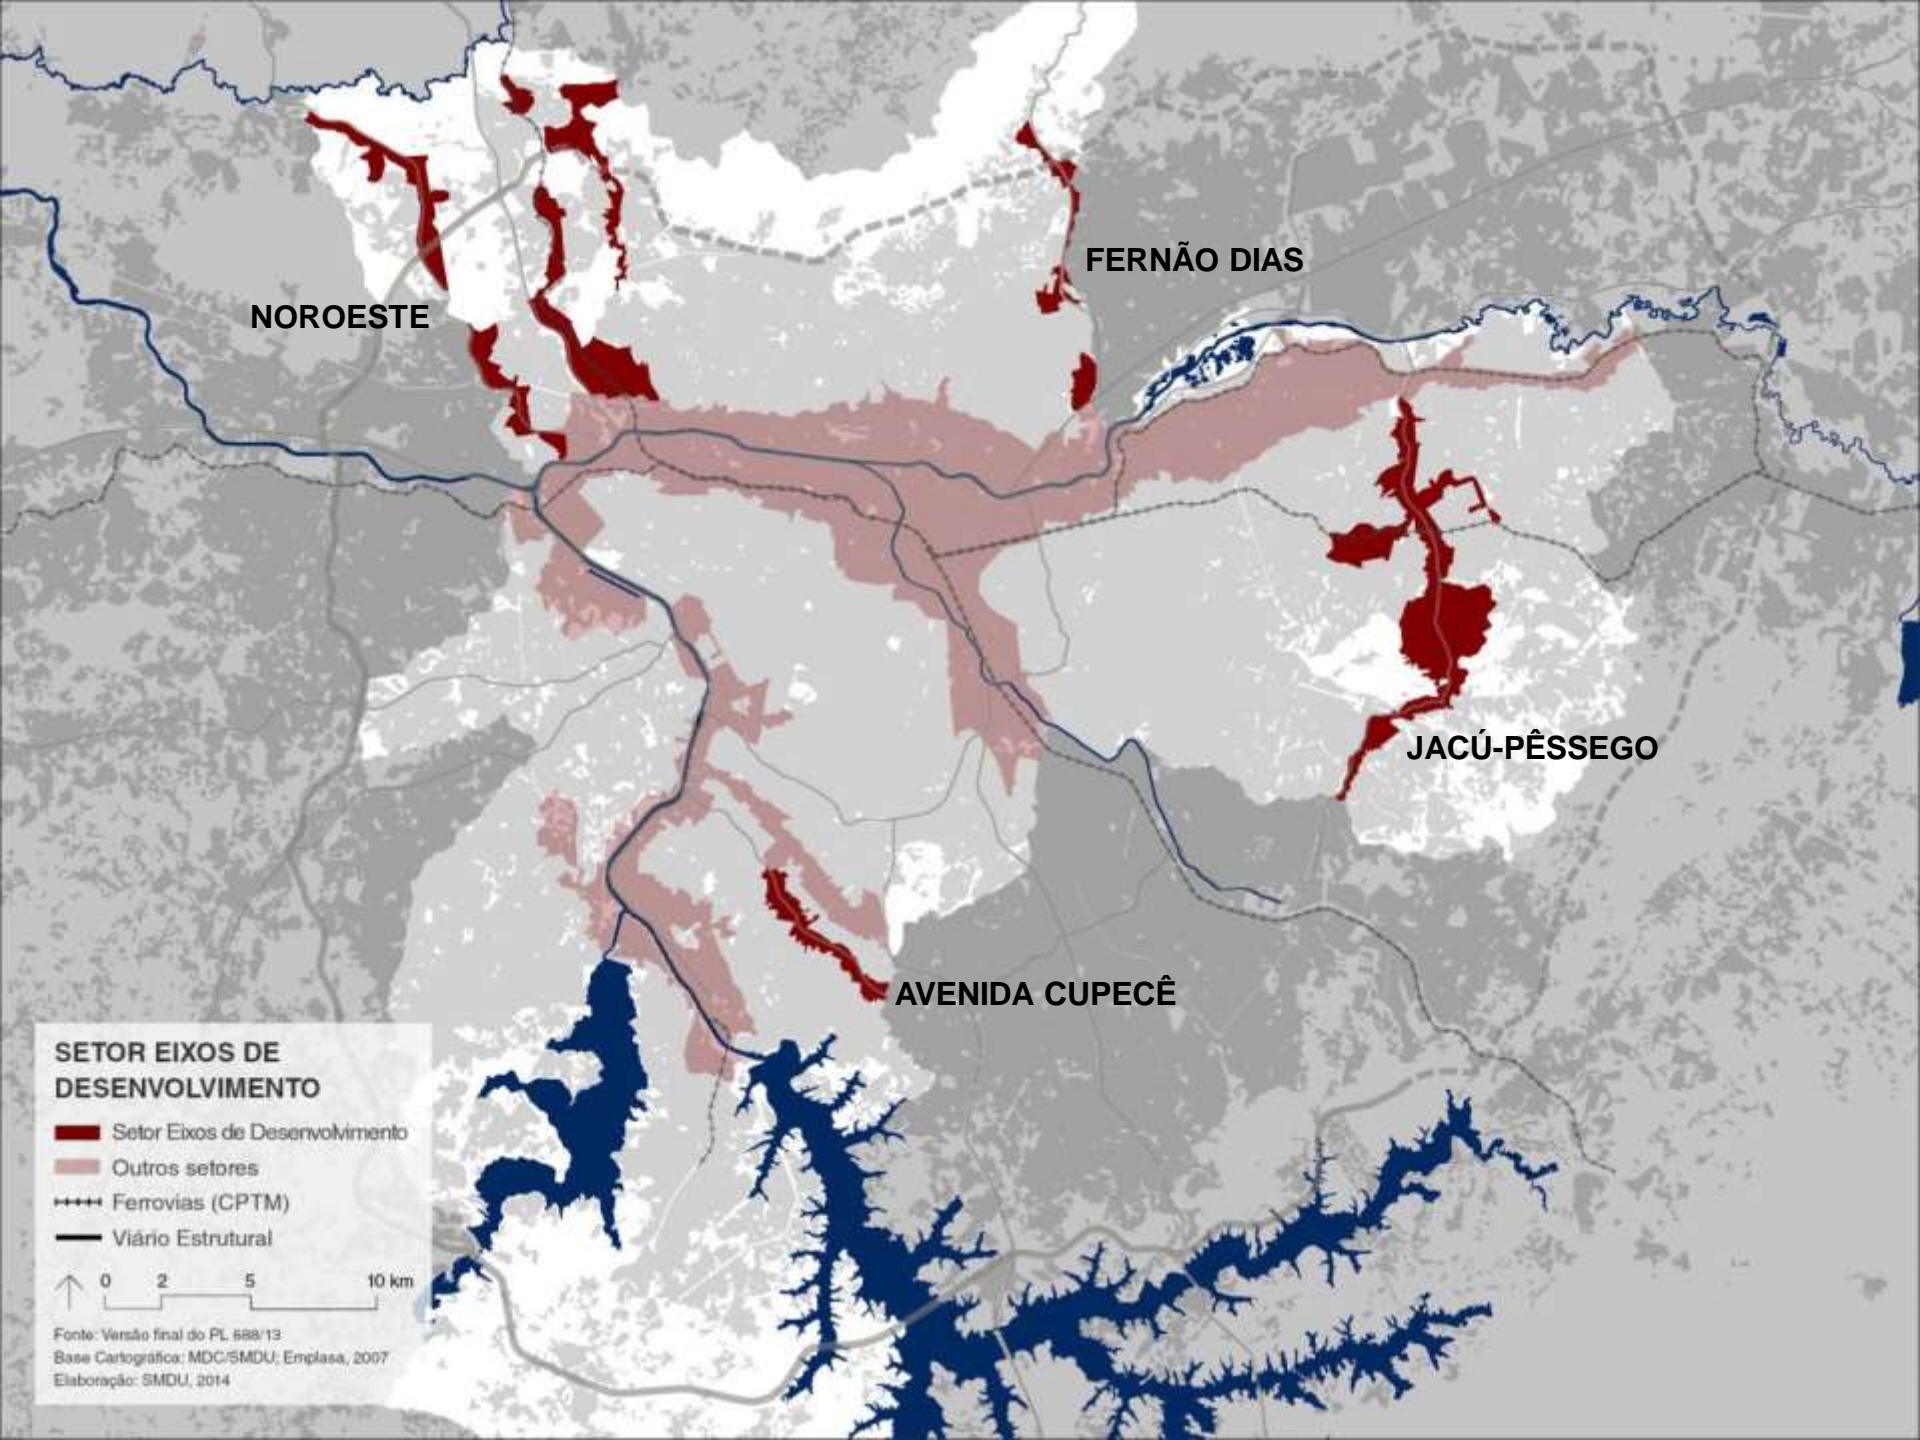 FERNÃO DIAS
NOROESTE
JACÚ-PÊSSEGO
AVENIDA CUPECÊ
SETOR EIXOS DE
DESENVOLVIMENTO
Setor Eixos de Desenvolvimento
Outros setores
Ferrovias (CPTM)
Viário Estrutural
0 2 5 10 km
Fonte: Versão final do PL 688/13
Base Cartográfica: MDC/SMDU; Emplasa, 2007
Elaboração: SMDU, 2014